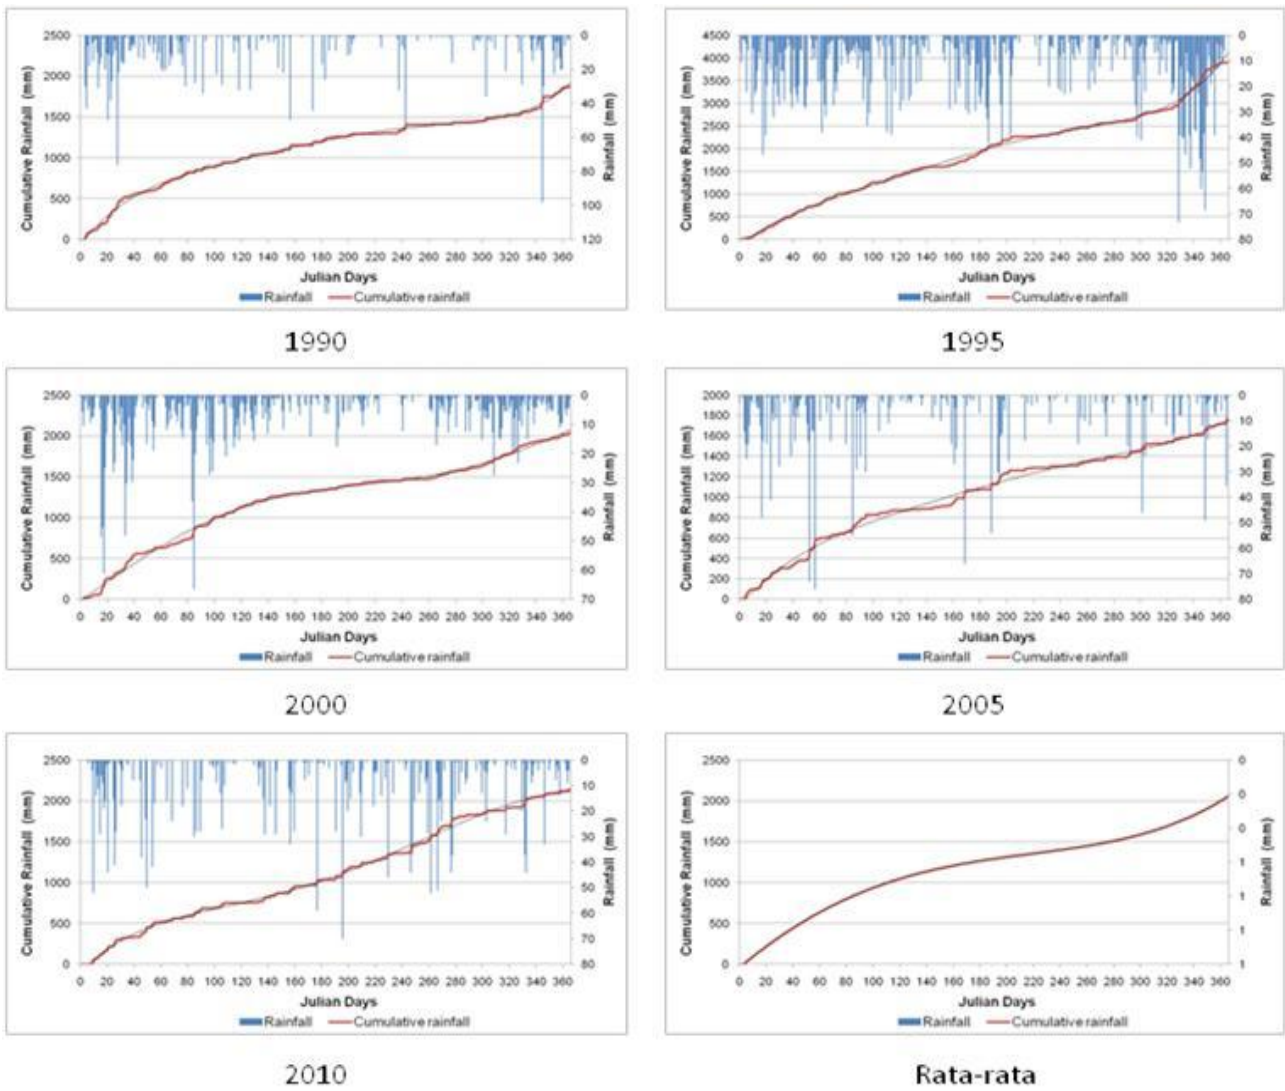 2500 0
2000 20
40
1500 60
1000 80
500 100
0 120
Cumulative Rainfall (mm)
Rainfall (mm)
0 20 40 60 80 100 120 140 160 180 200 220 240 260 280 300 320 340 360
Julian Days
Rainfall Cumulative rainfall
1990
4500 0
4000 10
3500 20
3000 30
2500
2000 40
1500 50
1000 60
500 70
0 80
Cumulative Rainfall (mm)
Rainfall (mm)
0 20 40 60 80 100 120 140 160 180 200 220 240 260 280 300 320 340 360
Julian Days
Rainfall Cumulative rainfall
1995
2500 0
2000 10
20
1500 30
1000 40
50
500 60
0 70
Cumulative Rainfall (mm)
Rainfall (mm)
0 20 40 60 80 100 120 140 160 180 200 220 240 260 280 300 320 340 360
Julian Days
Rainfall Cumulative rainfall
2000
2000 0
1800 10
1600 20
1400
1200 30
1000 40
800 50
600 60
400 70
200
0 80
Cumulative Rainfall (mm)
Rainfall (mm)
0 20 40 60 80 100 120 140 160 180 200 220 240 260 280 300 320 340 360
Julian Days
Rainfall Cumulative rainfall
2005
2500 0
2000 10
20
1500 30
40
1000 50
500 60
70
0 80
Cumulative Rainfall (mm)
Rainfall (mm)
0 20 40 60 80 100 120 140 160 180 200 220 240 260 280 300 320 340 360
Julian Days
Rainfall Cumulative rainfall
2010
2500 0
2000 0
0
1500 1
1000 1
500 1
0 1
Cumulative Rainfall (mm)
Rainfall (mm)
0 20 40 60 80 100 120 140 160 180 200 220 240 260 280 300 320 340 360
Julian Days
Rainfall Cumulative rainfall
Rata-rata